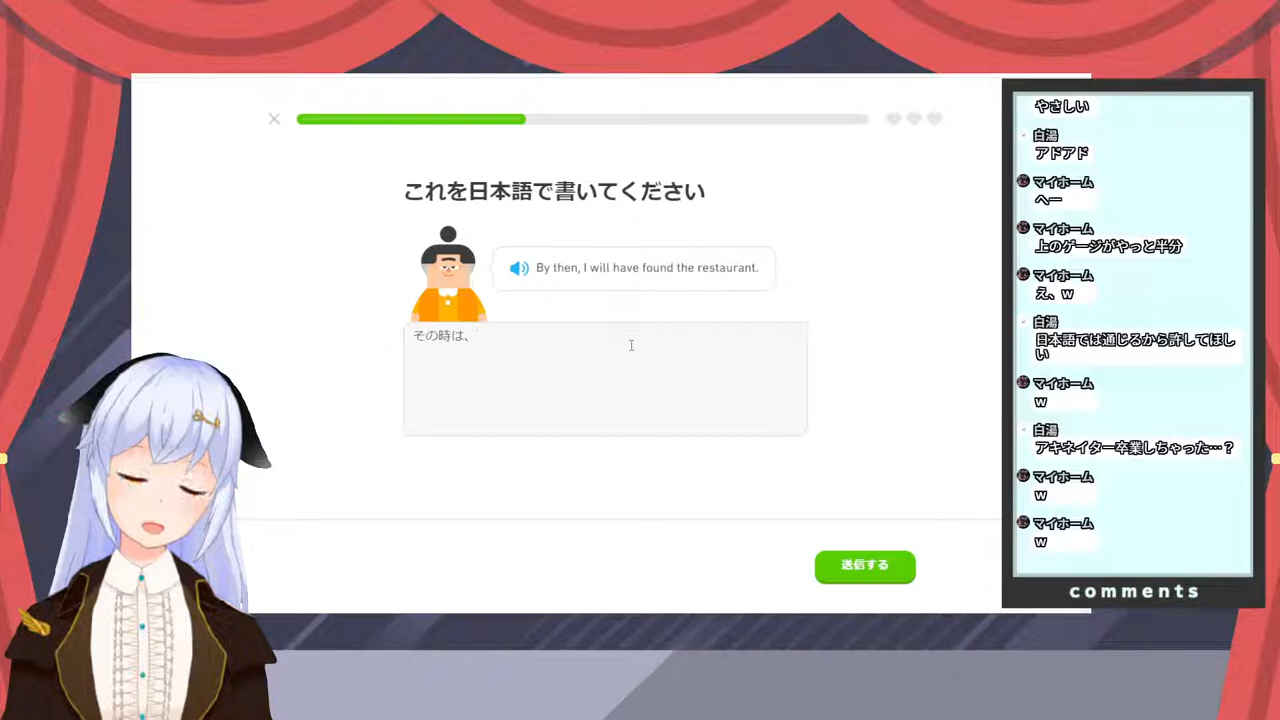 これを日本語で書いてください
By then, I will have found the restaurant.
その時は、
送信する
やさしい
白湯
アドアド
マイホーム
へー
マイホーム
上のゲージがやっと半分
マイホーム
え、w
白湯
日本語では通じるから許してほし
い
マイホーム
w
白湯
アキネイター卒業しちゃった…？
マイホーム
w
マイホーム
w
comments